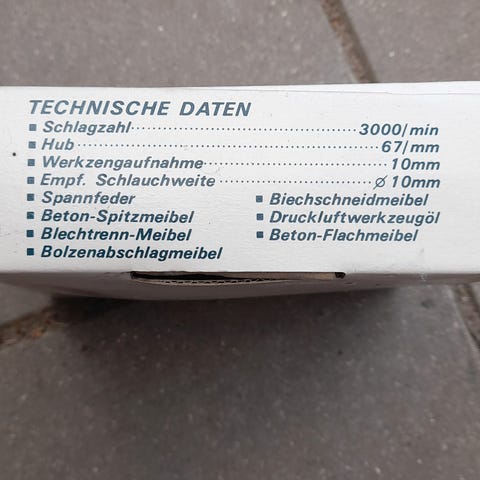 TECHNISCHE DATEN
▪ Schlagzahl 3000/min
▪ Hub 67/mm
▪ Werkzengaufnahme 10mm
▪ Empf. Schlauchweite ⌀ 10mm
▪ Spannfeder ▪ Biechschneidmeibel
▪ Beton-Spitzmeibel ▪ Druckluftwerkzeugöl
▪ Blechtrenn-Meibel ▪ Beton-Flachmeibel
▪ Bolzenabschlagmeibel